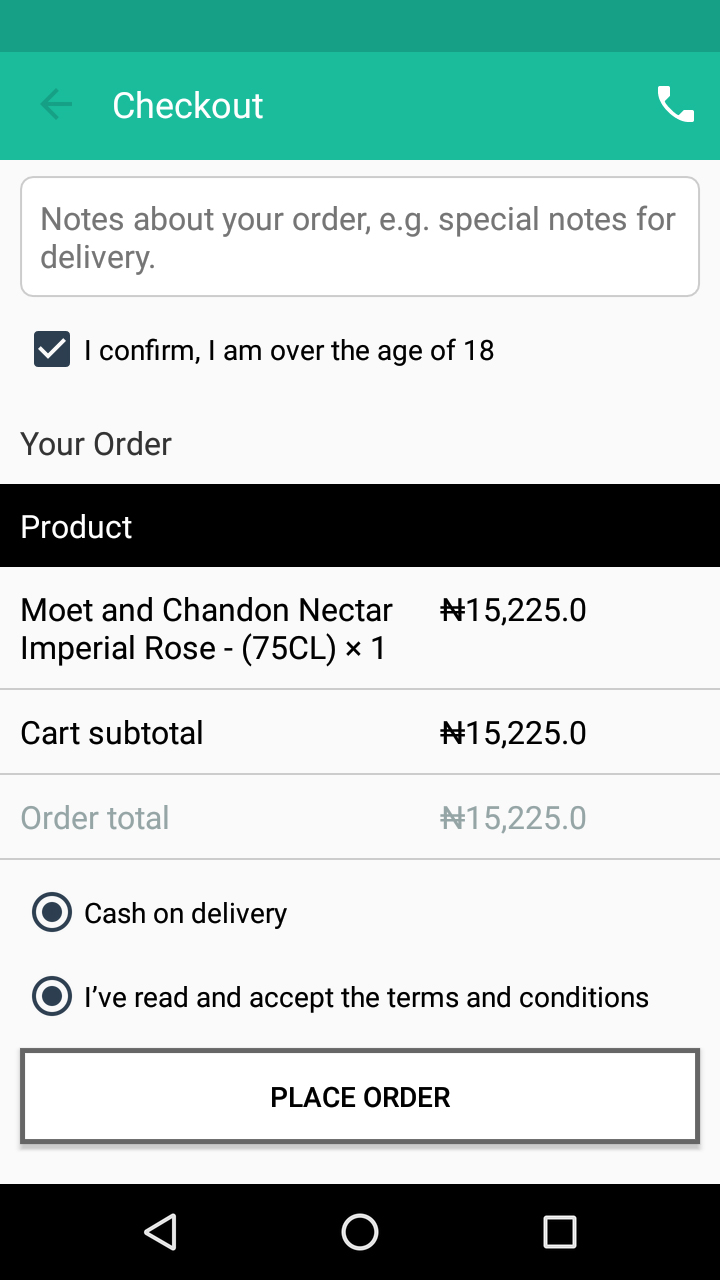 Checkout
Notes about your order, e.g. special notes for
delivery.
I confirm, I am over the age of 18
Your Order
Product
Moet and Chandon Nectar
Imperial Rose - (75CL) × 1
₦15,225.0
Cart subtotal ₦15,225.0
Order total ₦15,225.0
Cash on delivery
I’ve read and accept the terms and conditions
PLACE ORDER